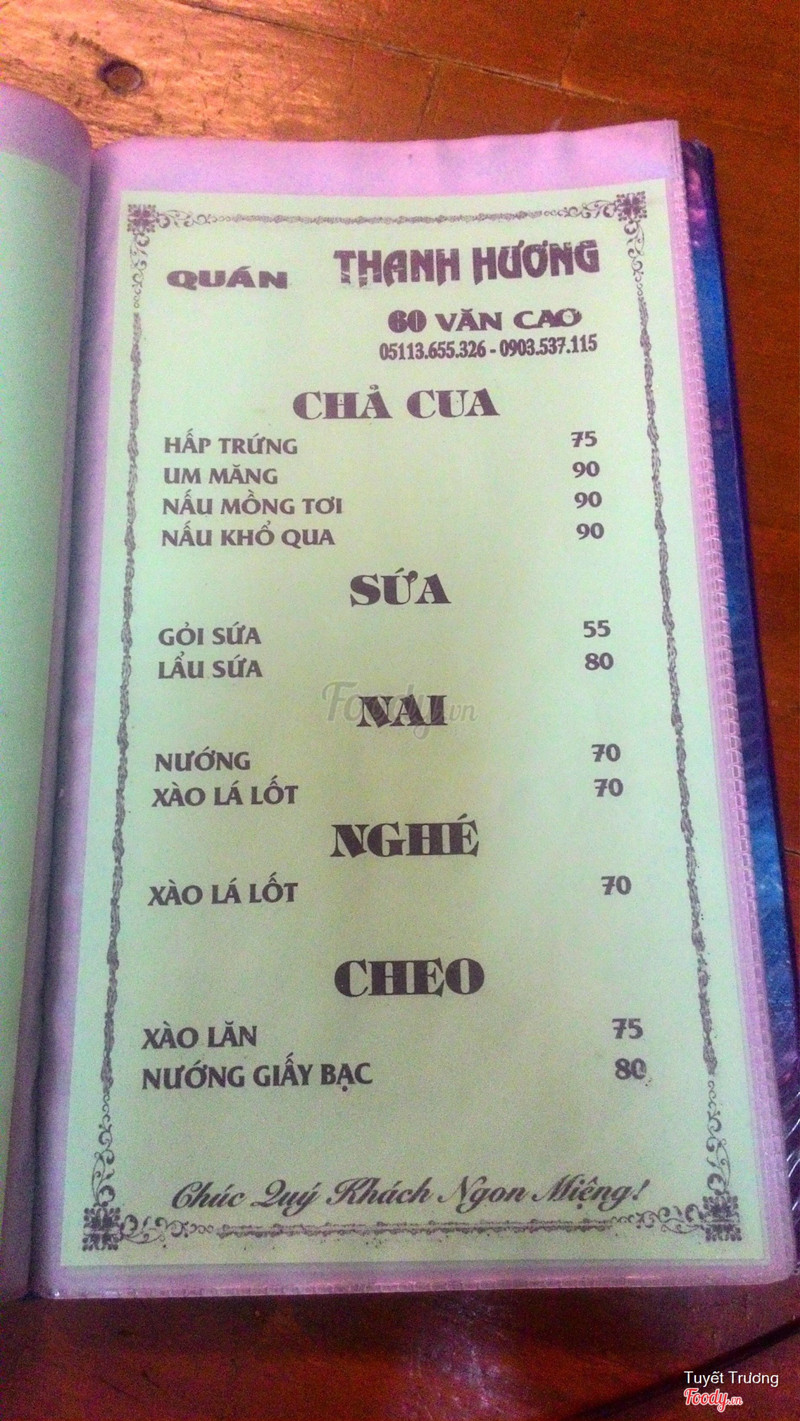 QUÁN THANH HƯƠNG
60 VĂN CAO
05113.655.326 - 0903.537.115
CHẢ CUA
HẤP TRỨNG 75
UM MĂNG 90
NẤU MỒNG TƠI 90
NẤU KHỔ QUA 90
SỨA
GỎI SỨA 55
LẨU SỨA 80
Foody.vn
NAI
NƯỚNG 70
XÀO LÁ LỐT 70
NGHÉ
XÀO LÁ LỐT 70
CHEO
XÀO LĂN 75
NƯỚNG GIẤY BẠC 80
Chúc Quý Khách Ngon Miệng!
Tuyết Trương
Foody.vn